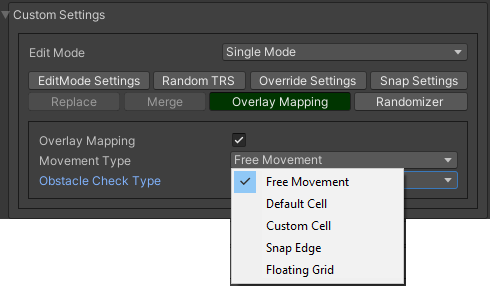 Custom Settings
Edit Mode Single Mode
EditMode Settings Random TRS Override Settings Snap Settings
Replace Merge Overlay Mapping Randomizer
Overlay Mapping
Movement Type Free Movement
Obstacle Check Type
Free Movement
Default Cell
Custom Cell
Snap Edge
Floating Grid